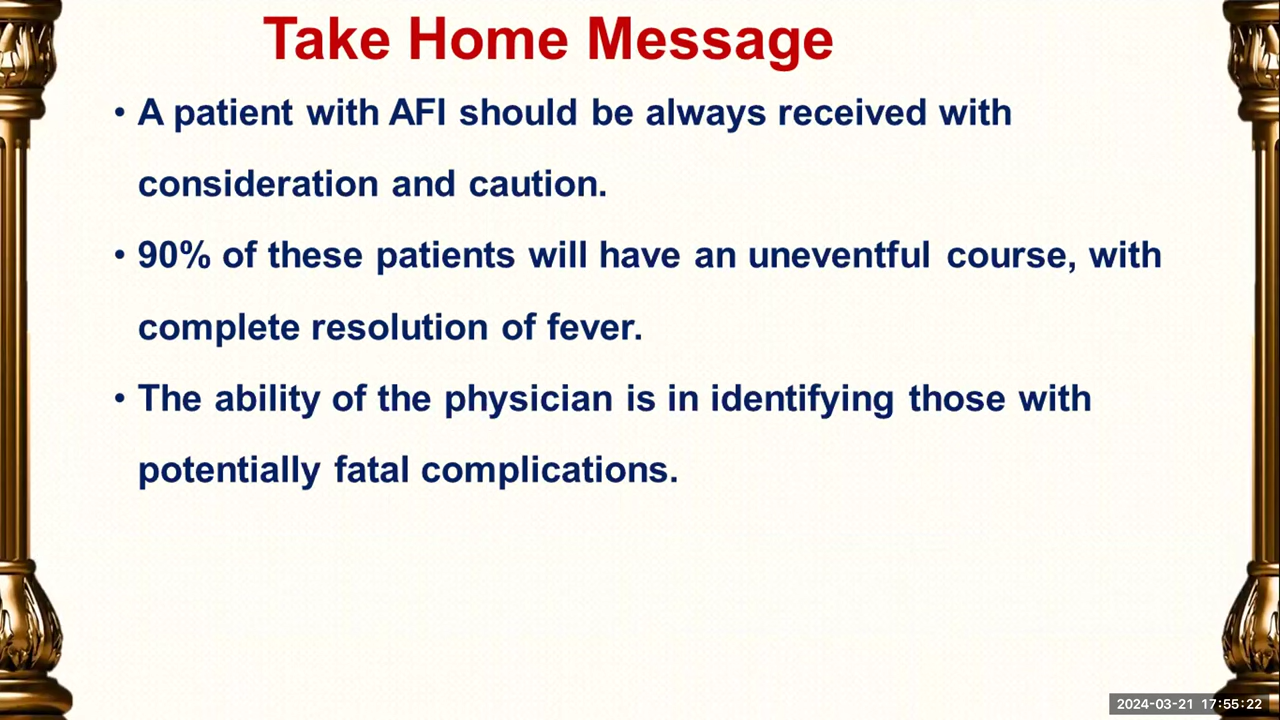 Take Home Message
• A patient with AFI should be always received with
consideration and caution.
• 90% of these patients will have an uneventful course, with
complete resolution of fever.
• The ability of the physician is in identifying those with
potentially fatal complications.
2024-03-21 17:55:22